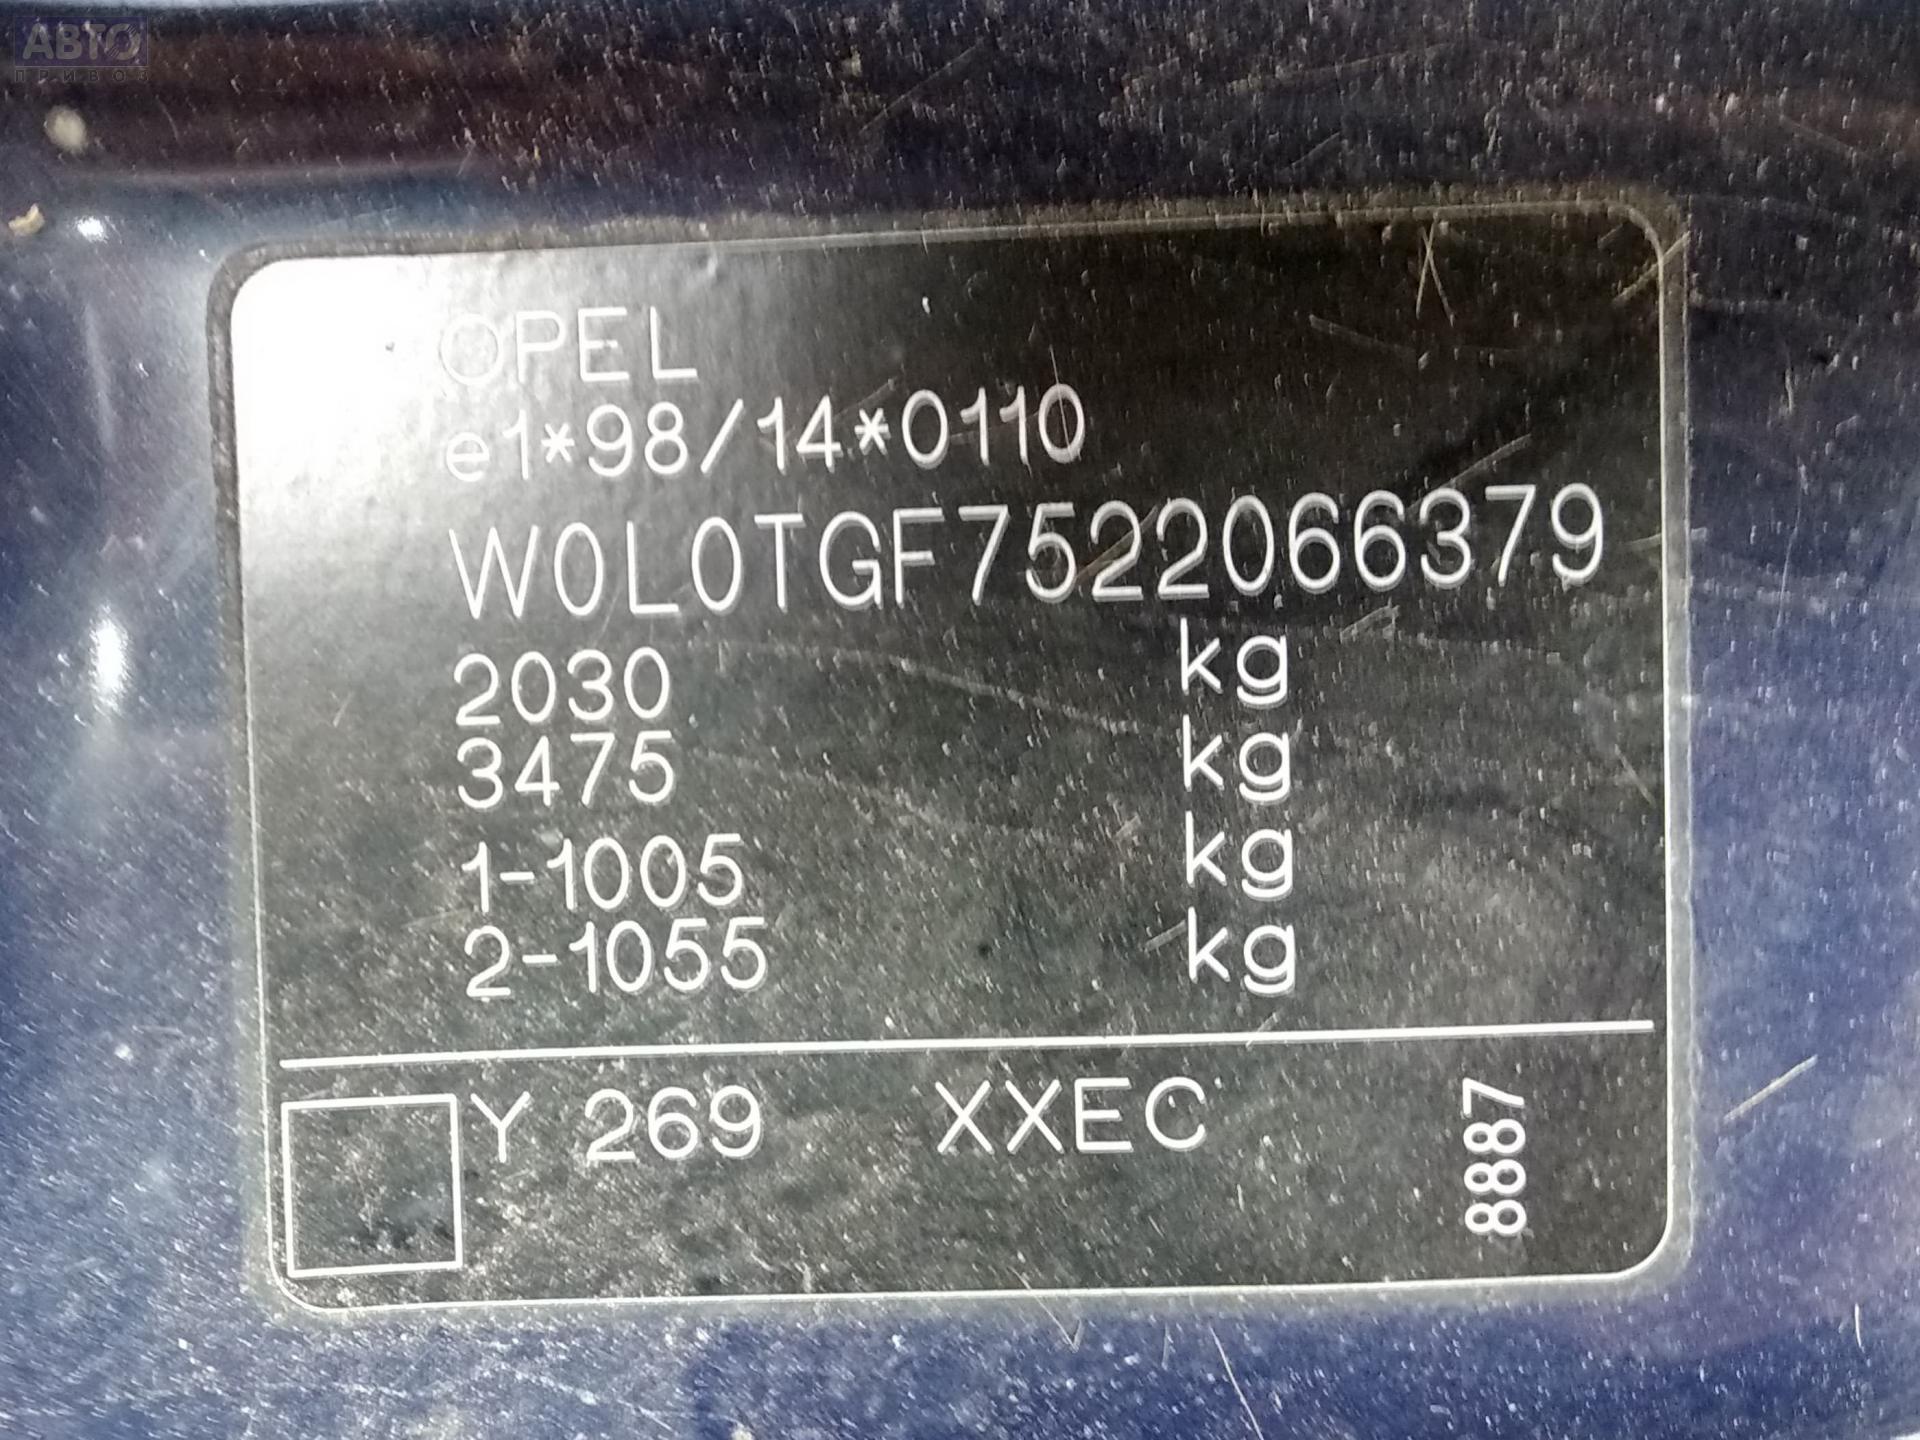 АВТО
ПРИВОЗ
OPEL
e1*98/14*0110
W0L0TGF7522066379
2030 kg
3475 kg
1-1005 kg
2-1055 kg
Y 269 XXEC
8887